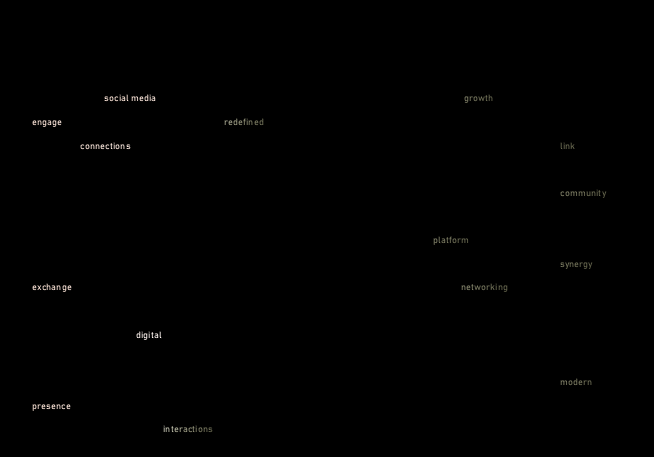 social media growth
engage redefined
connections link
community
platform
synergy
exchange networking
digital
modern
presence
interactions